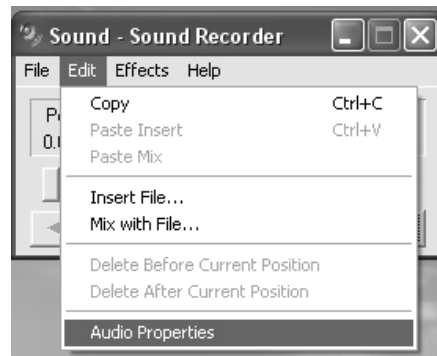 Sound - Sound Recorder
File Edit Effects Help
Copy Ctrl+C
Paste Insert Ctrl+V
Paste Mix
Insert File...
Mix with File...
Delete Before Current Position
Delete After Current Position
Audio Properties